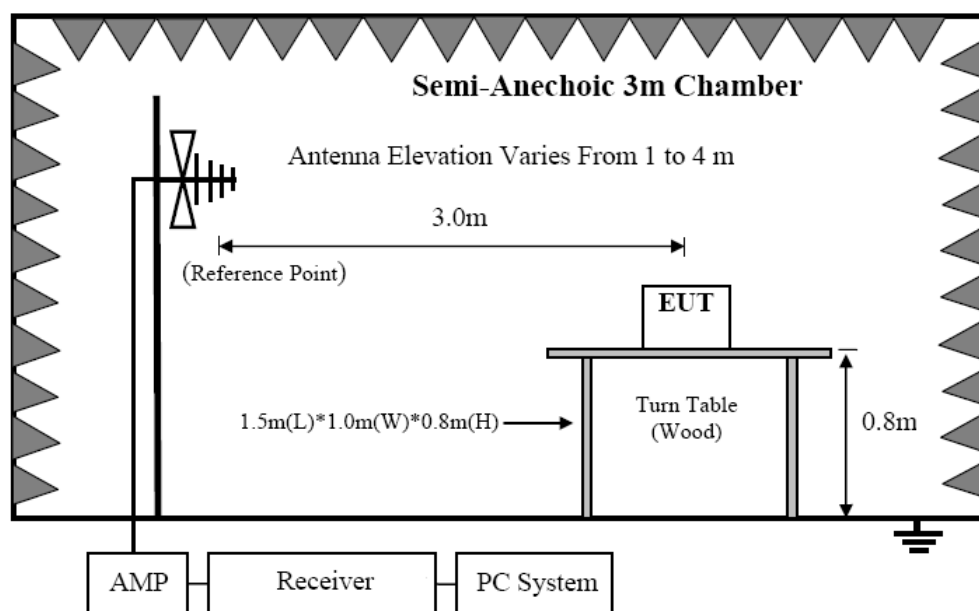 Semi-Anechoic 3m Chamber
Antenna Elevation Varies From 1 to 4 m
3.0m
(Reference Point)
EUT
1.5m(L)*1.0m(W)*0.8m(H)
Turn Table
(Wood)
0.8m
AMP
Receiver
PC System